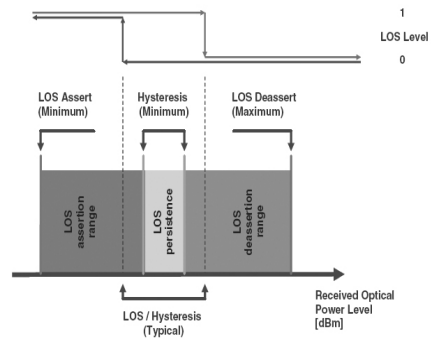 1
LOS Level
0
LOS Assert
(Minimum)
Hysteresis
(Minimum)
LOS Deassert
(Maximum)
LOS
assertion
range
LOS
persistence
LOS
deassertion
range
Received Optical
Power Level
[dBm]
LOS / Hysteresis
(Typical)